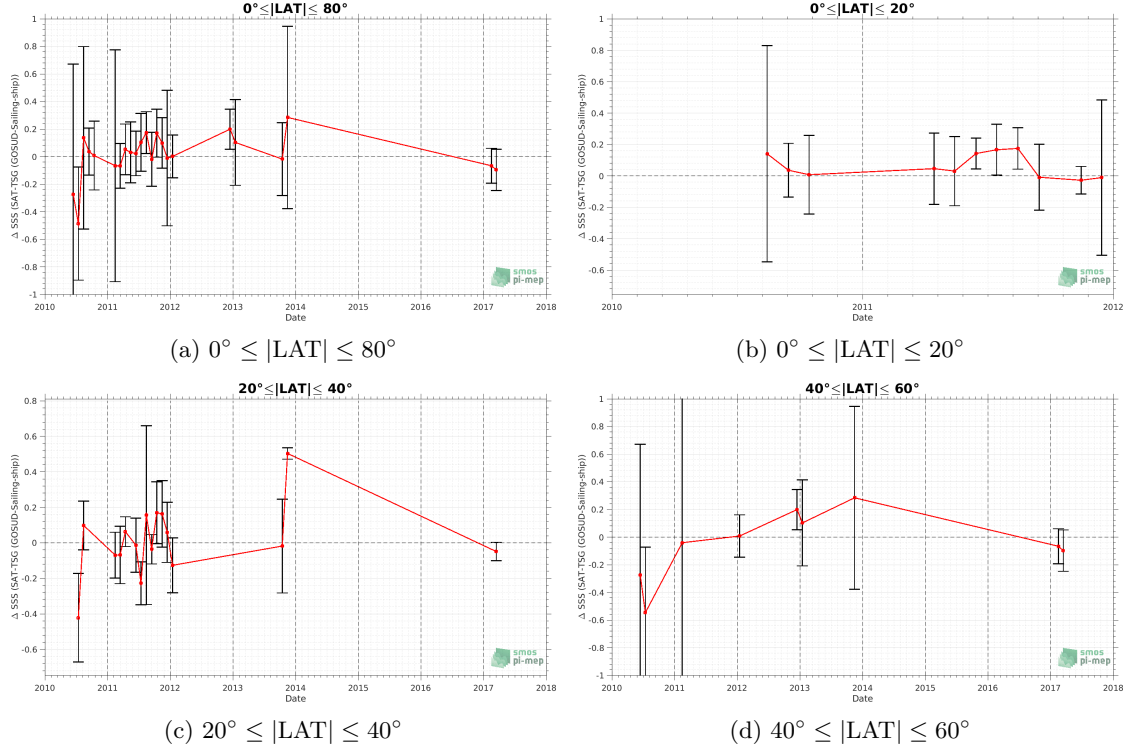 0°≤|LAT|≤ 80°
Δ SSS (SAT-TSG (GOSUD-Sailing-ship))
1
0.8
0.6
0.4
0.2
0
-0.2
-0.4
-0.6
-0.8
-1
2010 2011 2012 2013 2014 2015 2016 2017 2018
Date
smos
pi-mep
(a) 0° ≤ |LAT| ≤ 80°
0°≤|LAT|≤ 20°
Δ SSS (SAT-TSG (GOSUD-Sailing-ship))
1
0.8
0.6
0.4
0.2
0
-0.2
-0.4
-0.6
2010 2011 2012
Date
smos
pi-mep
(b) 0° ≤ |LAT| ≤ 20°
20°≤|LAT|≤ 40°
Δ SSS (SAT-TSG (GOSUD-Sailing-ship))
0.8
0.6
0.4
0.2
0
-0.2
-0.4
-0.6
2010 2011 2012 2013 2014 2015 2016 2017 2018
Date
smos
pi-mep
(c) 20° ≤ |LAT| ≤ 40°
40°≤|LAT|≤ 60°
Δ SSS (SAT-TSG (GOSUD-Sailing-ship))
1
0.8
0.6
0.4
0.2
0
-0.2
-0.4
-0.6
-0.8
-1
2010 2011 2012 2013 2014 2015 2016 2017 2018
Date
smos
pi-mep
(d) 40° ≤ |LAT| ≤ 60°